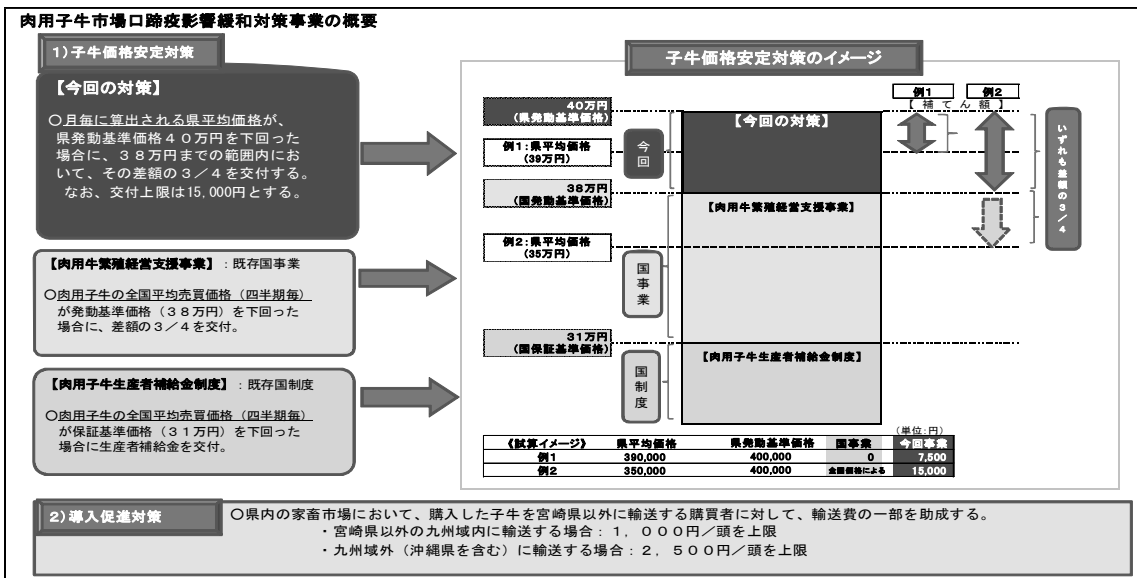 肉用子牛市場口蹄疫影響緩和対策事業の概要
1)子牛価格安定対策
【今回の対策】
○月毎に算出される県平均価格が、
県発動基準価格40万円を下回った
場合に、38万円までの範囲内にお
いて、その差額の3/4を交付する。
なお、交付上限は15,000円とする。
【肉用牛繁殖経営支援事業】:既存国事業
○肉用子牛の全国平均売買価格(四半期毎)
が発動基準価格(38万円)を下回った
場合に、差額の3/4を交付。
【肉用子牛生産者補給金制度】:既存国制度
○肉用子牛の全国平均売買価格(四半期毎)
が保証基準価格(31万円)を下回った
場合に生産者補給金を交付。
子牛価格安定対策のイメージ
例1 例2
【補てん額】
40万円
(県発動基準価格)
例1:県平均価格
(39万円)
38万円
(国発動基準価格)
例2:県平均価格
(35万円)
31万円
(国保証基準価格)
今回
国事業
国制度
【今回の対策】
【肉用牛繁殖経営支援事業】
【肉用子牛生産者補給金制度】
いずれも差額の3/4
(単位:円)
《試算イメージ》 県平均価格 県発動基準価格 国事業 今回事業
例1 390,000 400,000 0 7,500
例2 350,000 400,000 全国価格による 15,000
2)導入促進対策
○県内の家畜市場において、購入した子牛を宮崎県以外に輸送する購買者に対して、輸送費の一部を助成する。
・宮崎県以外の九州域内に輸送する場合:1,000円/頭を上限
・九州域外(沖縄県を含む)に輸送する場合:2,500円/頭を上限